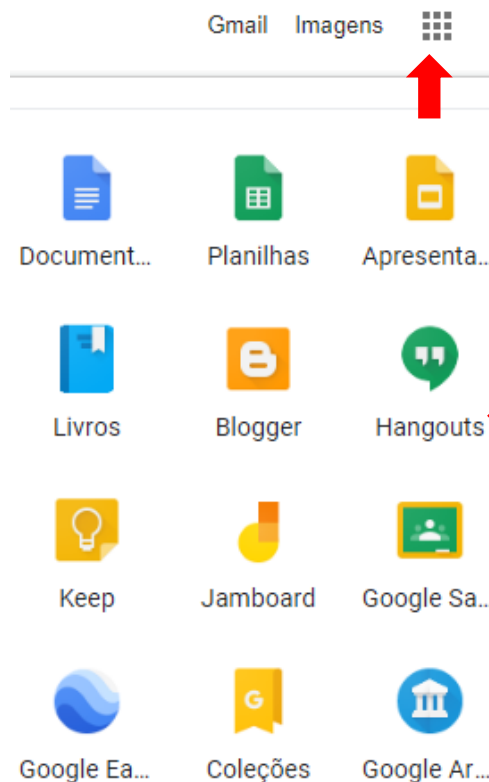 Gmail Imagens
Document... Planilhas Apresenta...
Livros Blogger Hangouts
Keep Jamboard Google Sa...
G
Google Ea... Coleções Google Ar...